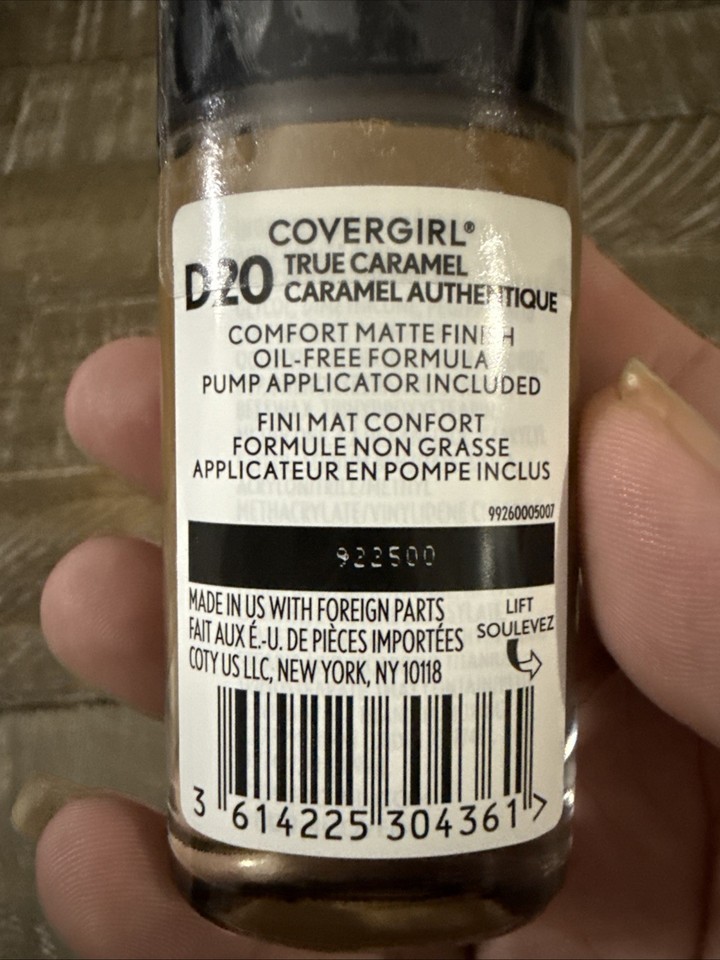 COVERGIRL®
D20 TRUE CARAMEL
CARAMEL AUTHENTIQUE
COMFORT MATTE FINISH
OIL-FREE FORMULA
PUMP APPLICATOR INCLUDED
FINI MAT CONFORT
FORMULE NON GRASSE
APPLICATEUR EN POMPE INCLUS
99260005007
922500
MADE IN US WITH FOREIGN PARTS
FAIT AUX É.-U. DE PIÈCES IMPORTÉES
COTY US LLC, NEW YORK, NY 10118
LIFT
SOULEVEZ
3 614225 304361 >